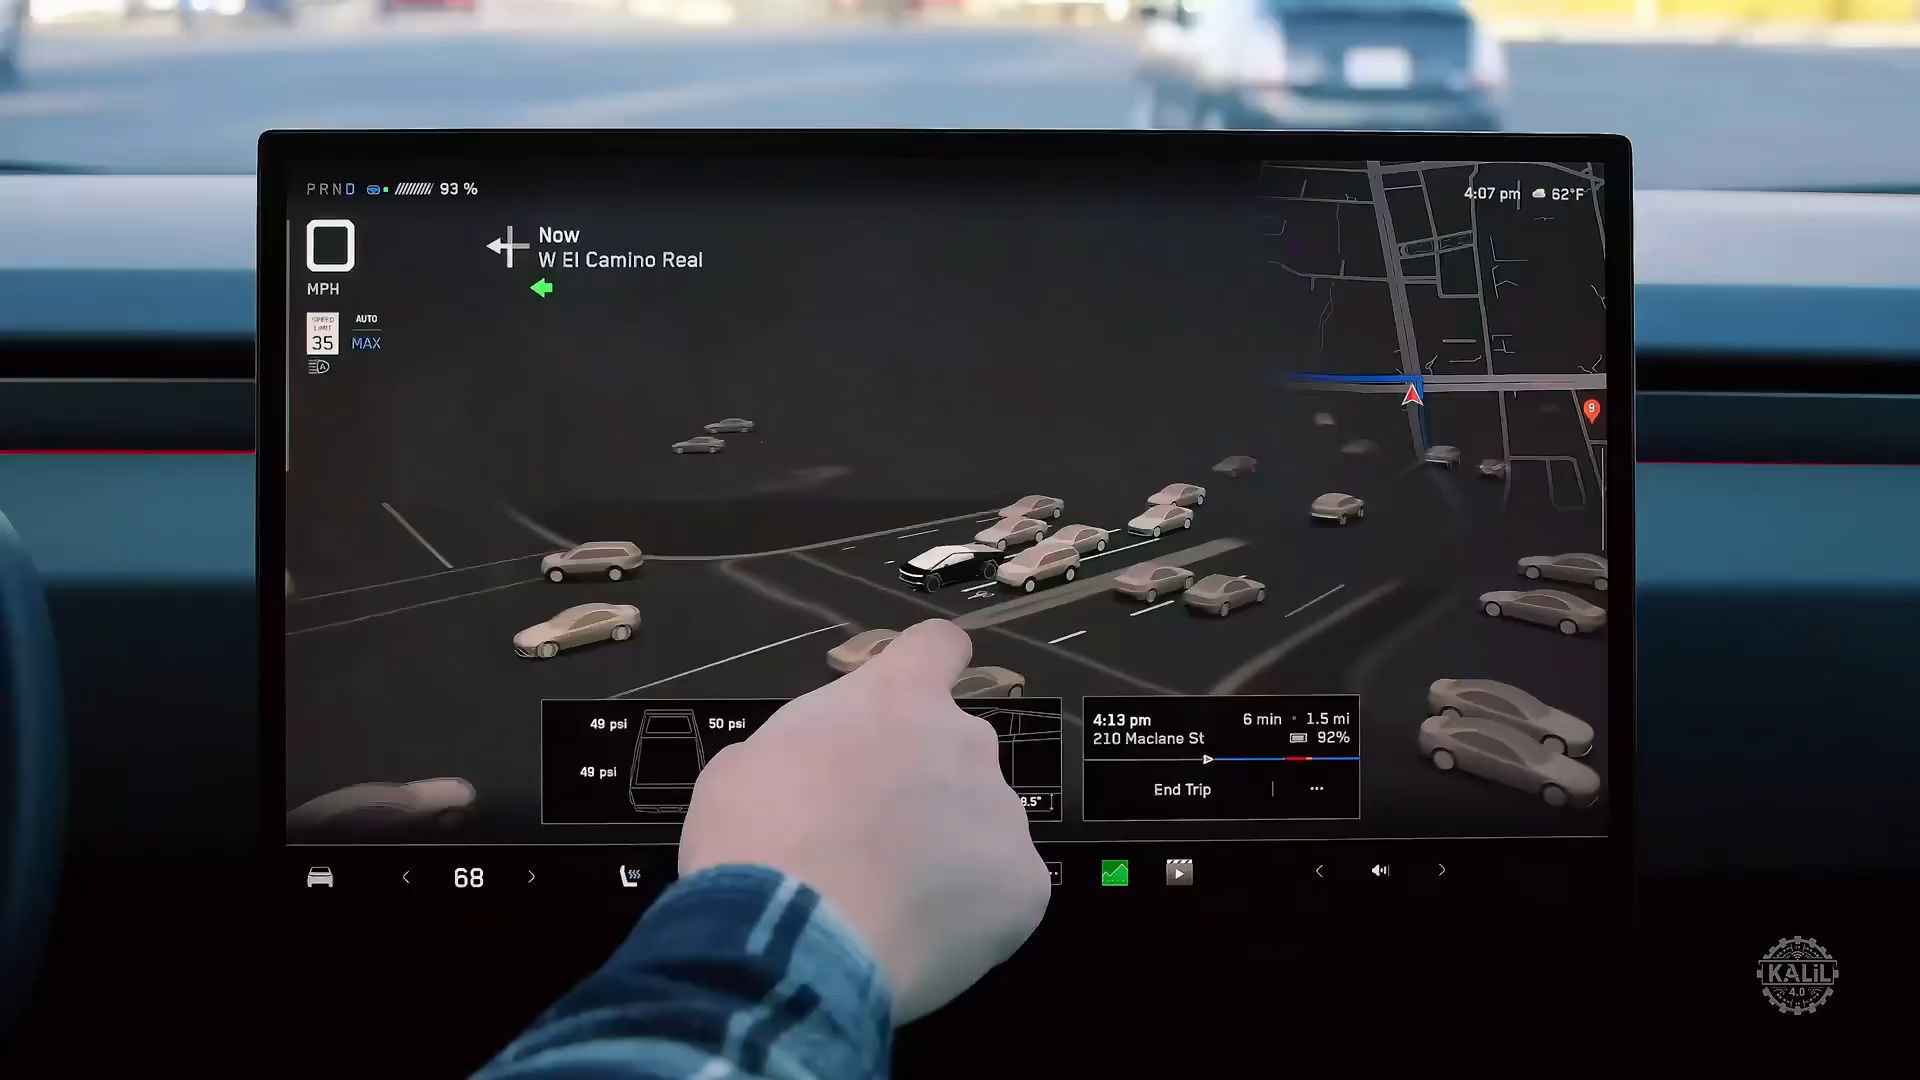 PRND 93 %
4:07 pm 62°F
0
MPH
Now
W El Camino Real
SPEED
LIMIT
35
AUTO
MAX
A
9
49 psi 50 psi
49 psi
8.5"
4:13 pm 6 min · 1.5 mi
210 Maclane St 92%
End Trip ...
68
KALiL
4.0